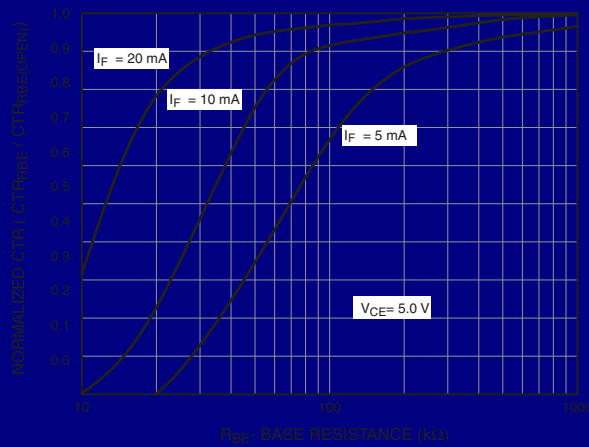 NORMALIZED CTR ( CTRRBE / CTRRBE(OPEN))
1.0
0.9
0.8
0.7
0.6
0.5
0.4
0.3
0.2
0.1
0.0
IF = 20 mA
IF = 10 mA
IF = 5 mA
VCE= 5.0 V
10
100
1000
RBE- BASE RESISTANCE (kΩ)